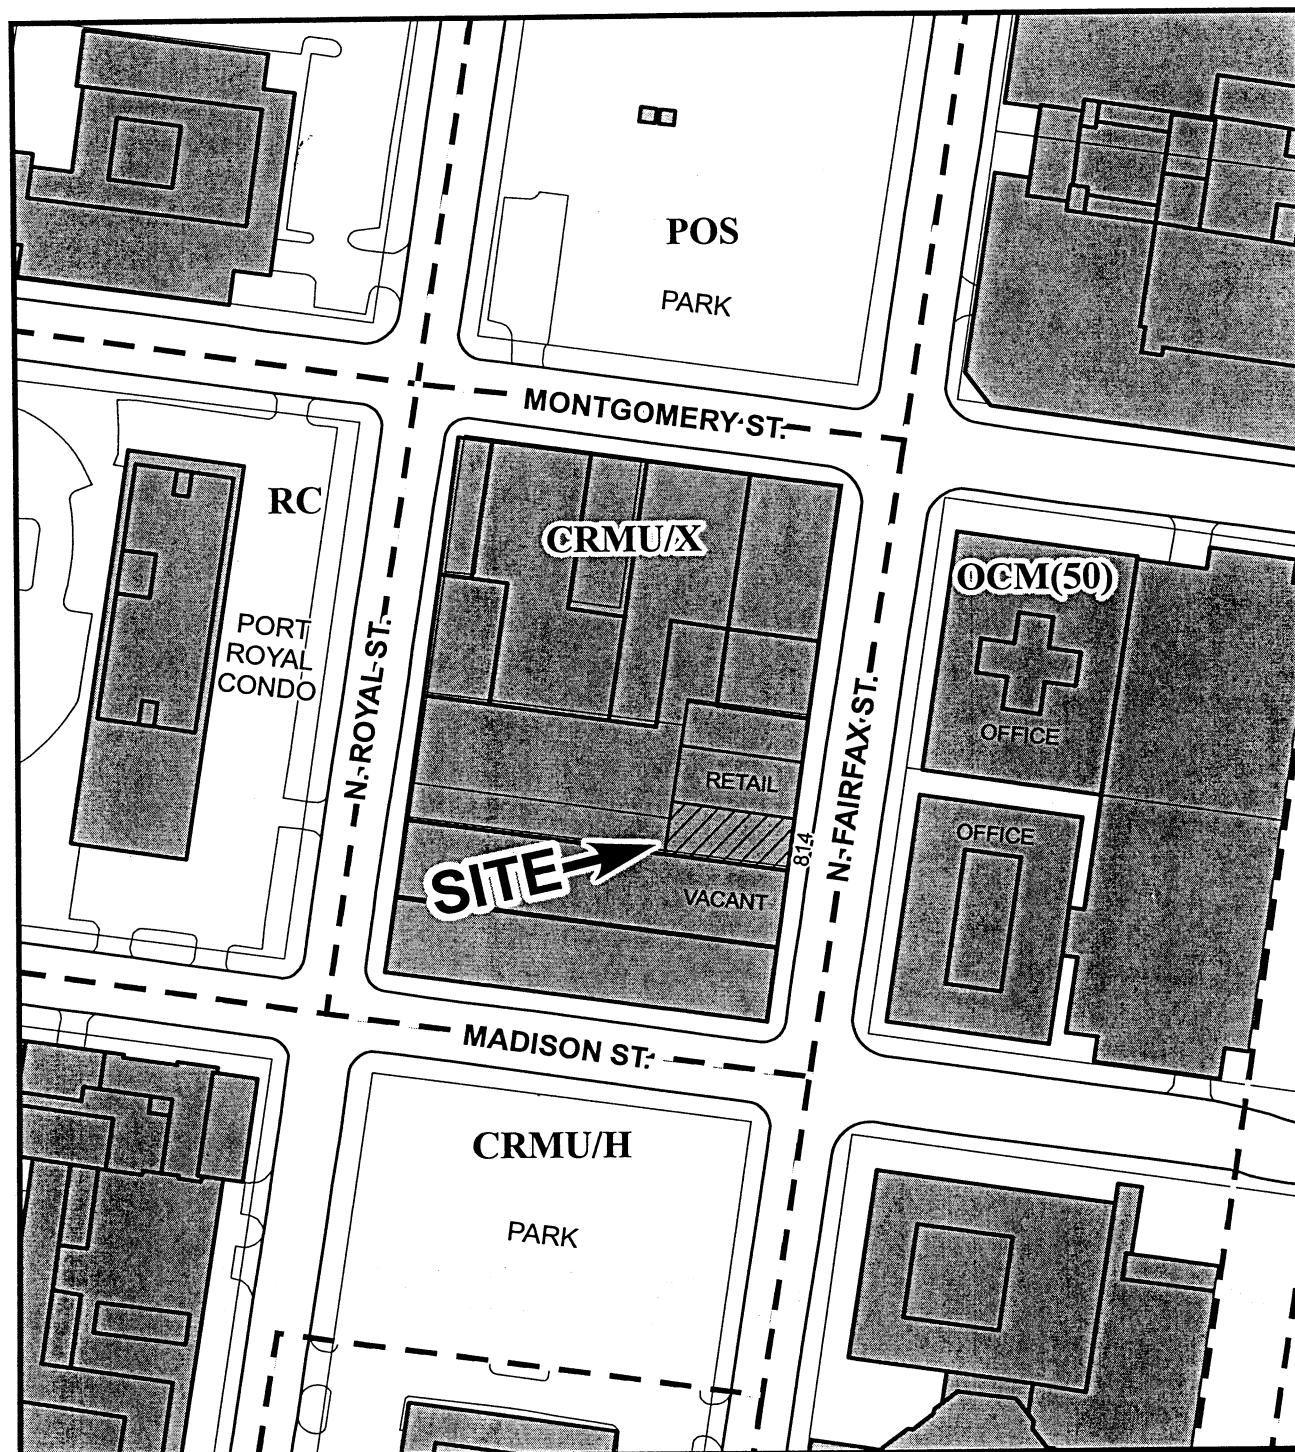 POS
PARK
MONTGOMERY ST.
RC
CRMU/X
OCM(50)
PORT
ROYAL
CONDO
N. ROYAL ST.
N. FAIRFAX ST.
OFFICE
RETAIL
OFFICE
814
SITE
VACANT
MADISON ST.
CRMU/H
PARK